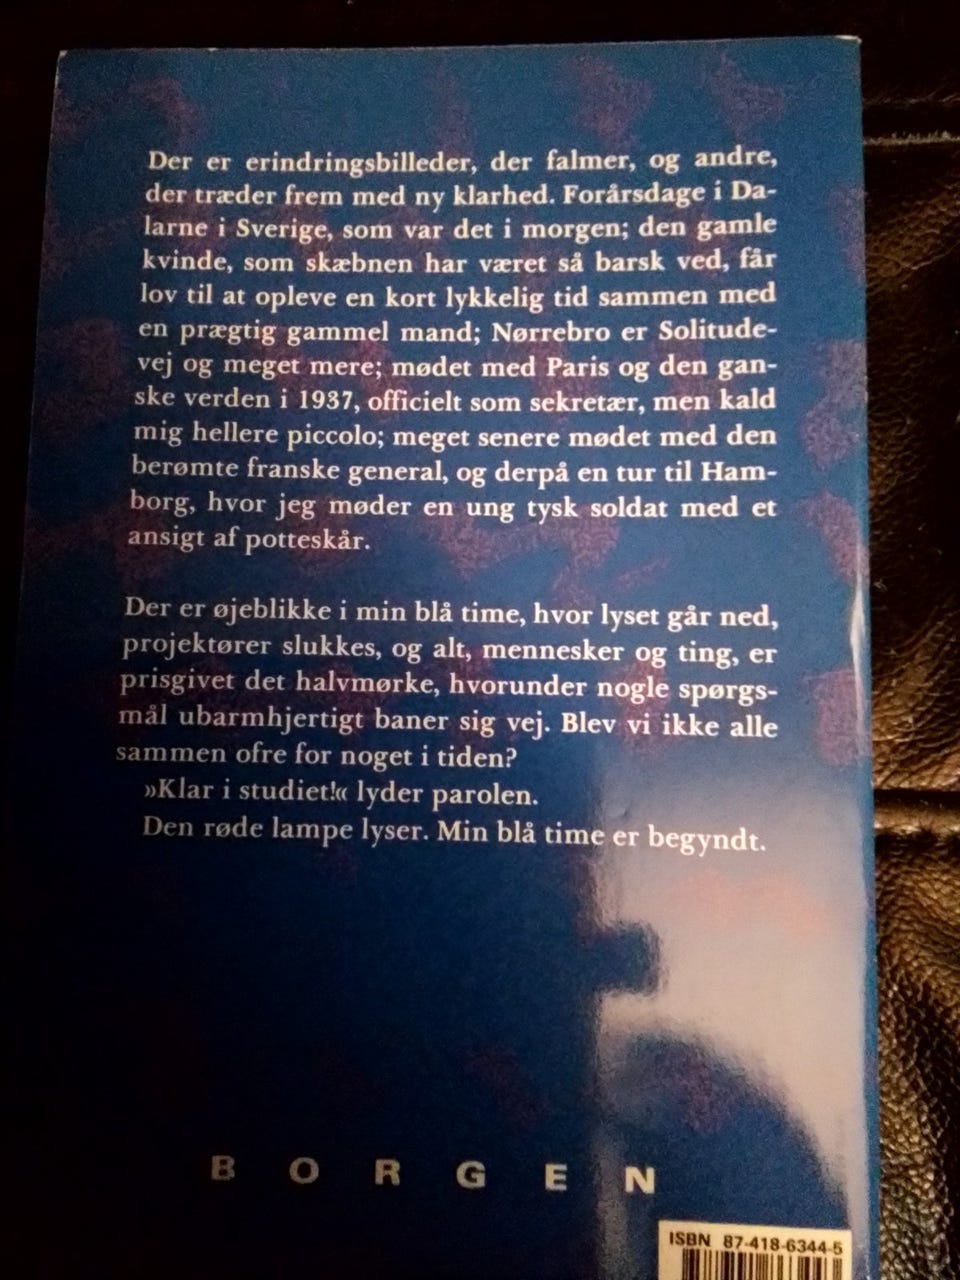 Der er erindringsbilleder, der falmer, og andre,
der træder frem med ny klarhed. Forårsdage i Da-
larne i Sverige, som var det i morgen; den gamle
kvinde, som skæbnen har været så barsk ved, får
lov til at opleve en kort lykkelig tid sammen med
en prægtig gammel mand; Nørrebro er Solitude-
vej og meget mere; mødet med Paris og den gan-
ske verden i 1937, officielt som sekretær, men kald
mig hellere piccolo; meget senere mødet med den
berømte franske general, og derpå en tur til Ham-
borg, hvor jeg møder en ung tysk soldat med et
ansigt af potteskår.
Der er øjeblikke i min blå time, hvor lyset går ned,
projektører slukkes, og alt, mennesker og ting, er
prisgivet det halvmørke, hvorunder nogle spørgs-
mål ubarmhjertigt baner sig vej. Blev vi ikke alle
sammen ofre for noget i tiden?
»Klar i studiet!« lyder parolen.
Den røde lampe lyser. Min blå time er begyndt.
BORGEN
ISBN 87-418-6344-5